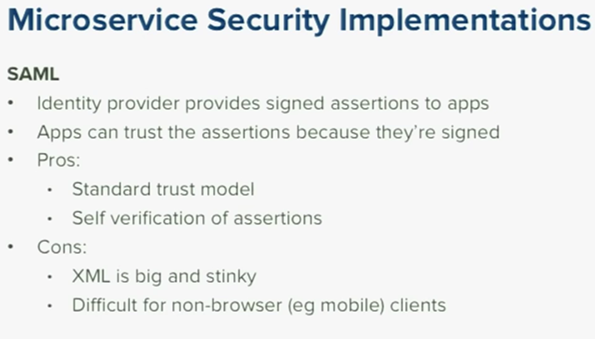 Microservice Security Implementations
SAML
• Identity provider provides signed assertions to apps
• Apps can trust the assertions because they're signed
• Pros:
• Standard trust model
• Self verification of assertions
• Cons:
• XML is big and stinky
• Difficult for non-browser (eg mobile) clients